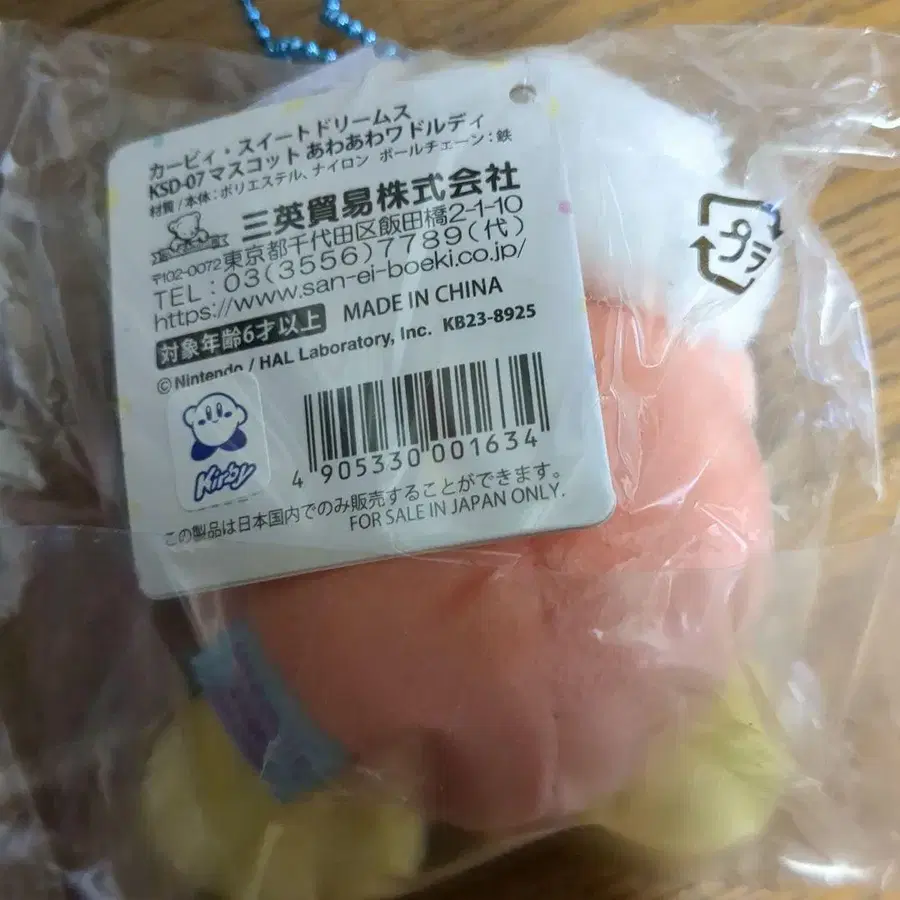 カービィ・スイートドリームス
KSD-07 マスコット あわあわワドルディ
材質/本体：ポリエステル、ナイロン ボールチェーン：鉄
三英貿易株式会社
〒102-0072 東京都千代田区飯田橋2-1-10
TEL：03(3556)7789(代)
https://www.san-ei-boeki.co.jp/
対象年齢6才以上 MADE IN CHINA
©Nintendo / HAL Laboratory, Inc. KB23-8925
Kirby
4 905330 001634
この製品は日本国内でのみ販売することができます。
FOR SALE IN JAPAN ONLY.
プラ